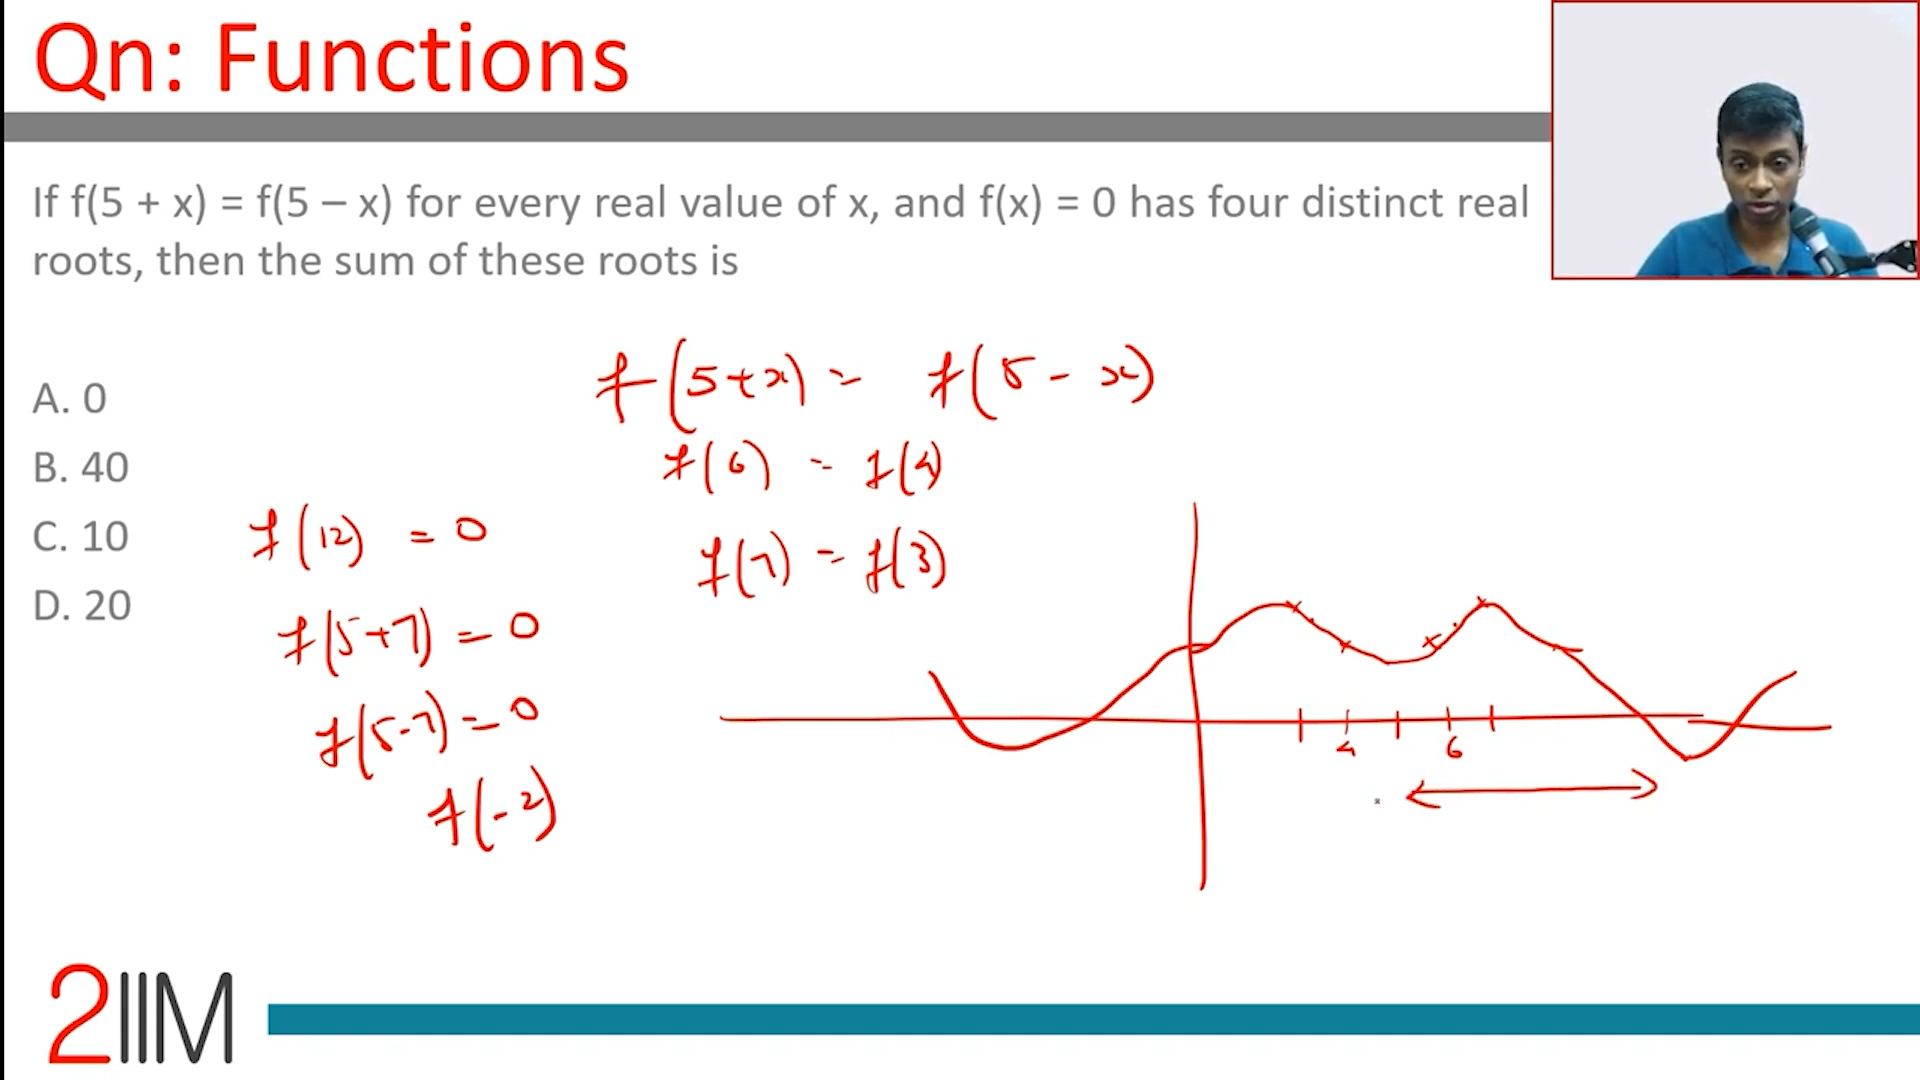 Qn: Functions
If f(5 + x) = f(5 – x) for every real value of x, and f(x) = 0 has four distinct real
roots, then the sum of these roots is
A. 0
B. 40
C. 10
D. 20
f(5+x) = f(5 - x)
f(6) = f(4)
f(7) = f(3)
f(12) = 0
f(5+7) = 0
f(5-7) = 0
f(-2)
4
6
2IIM